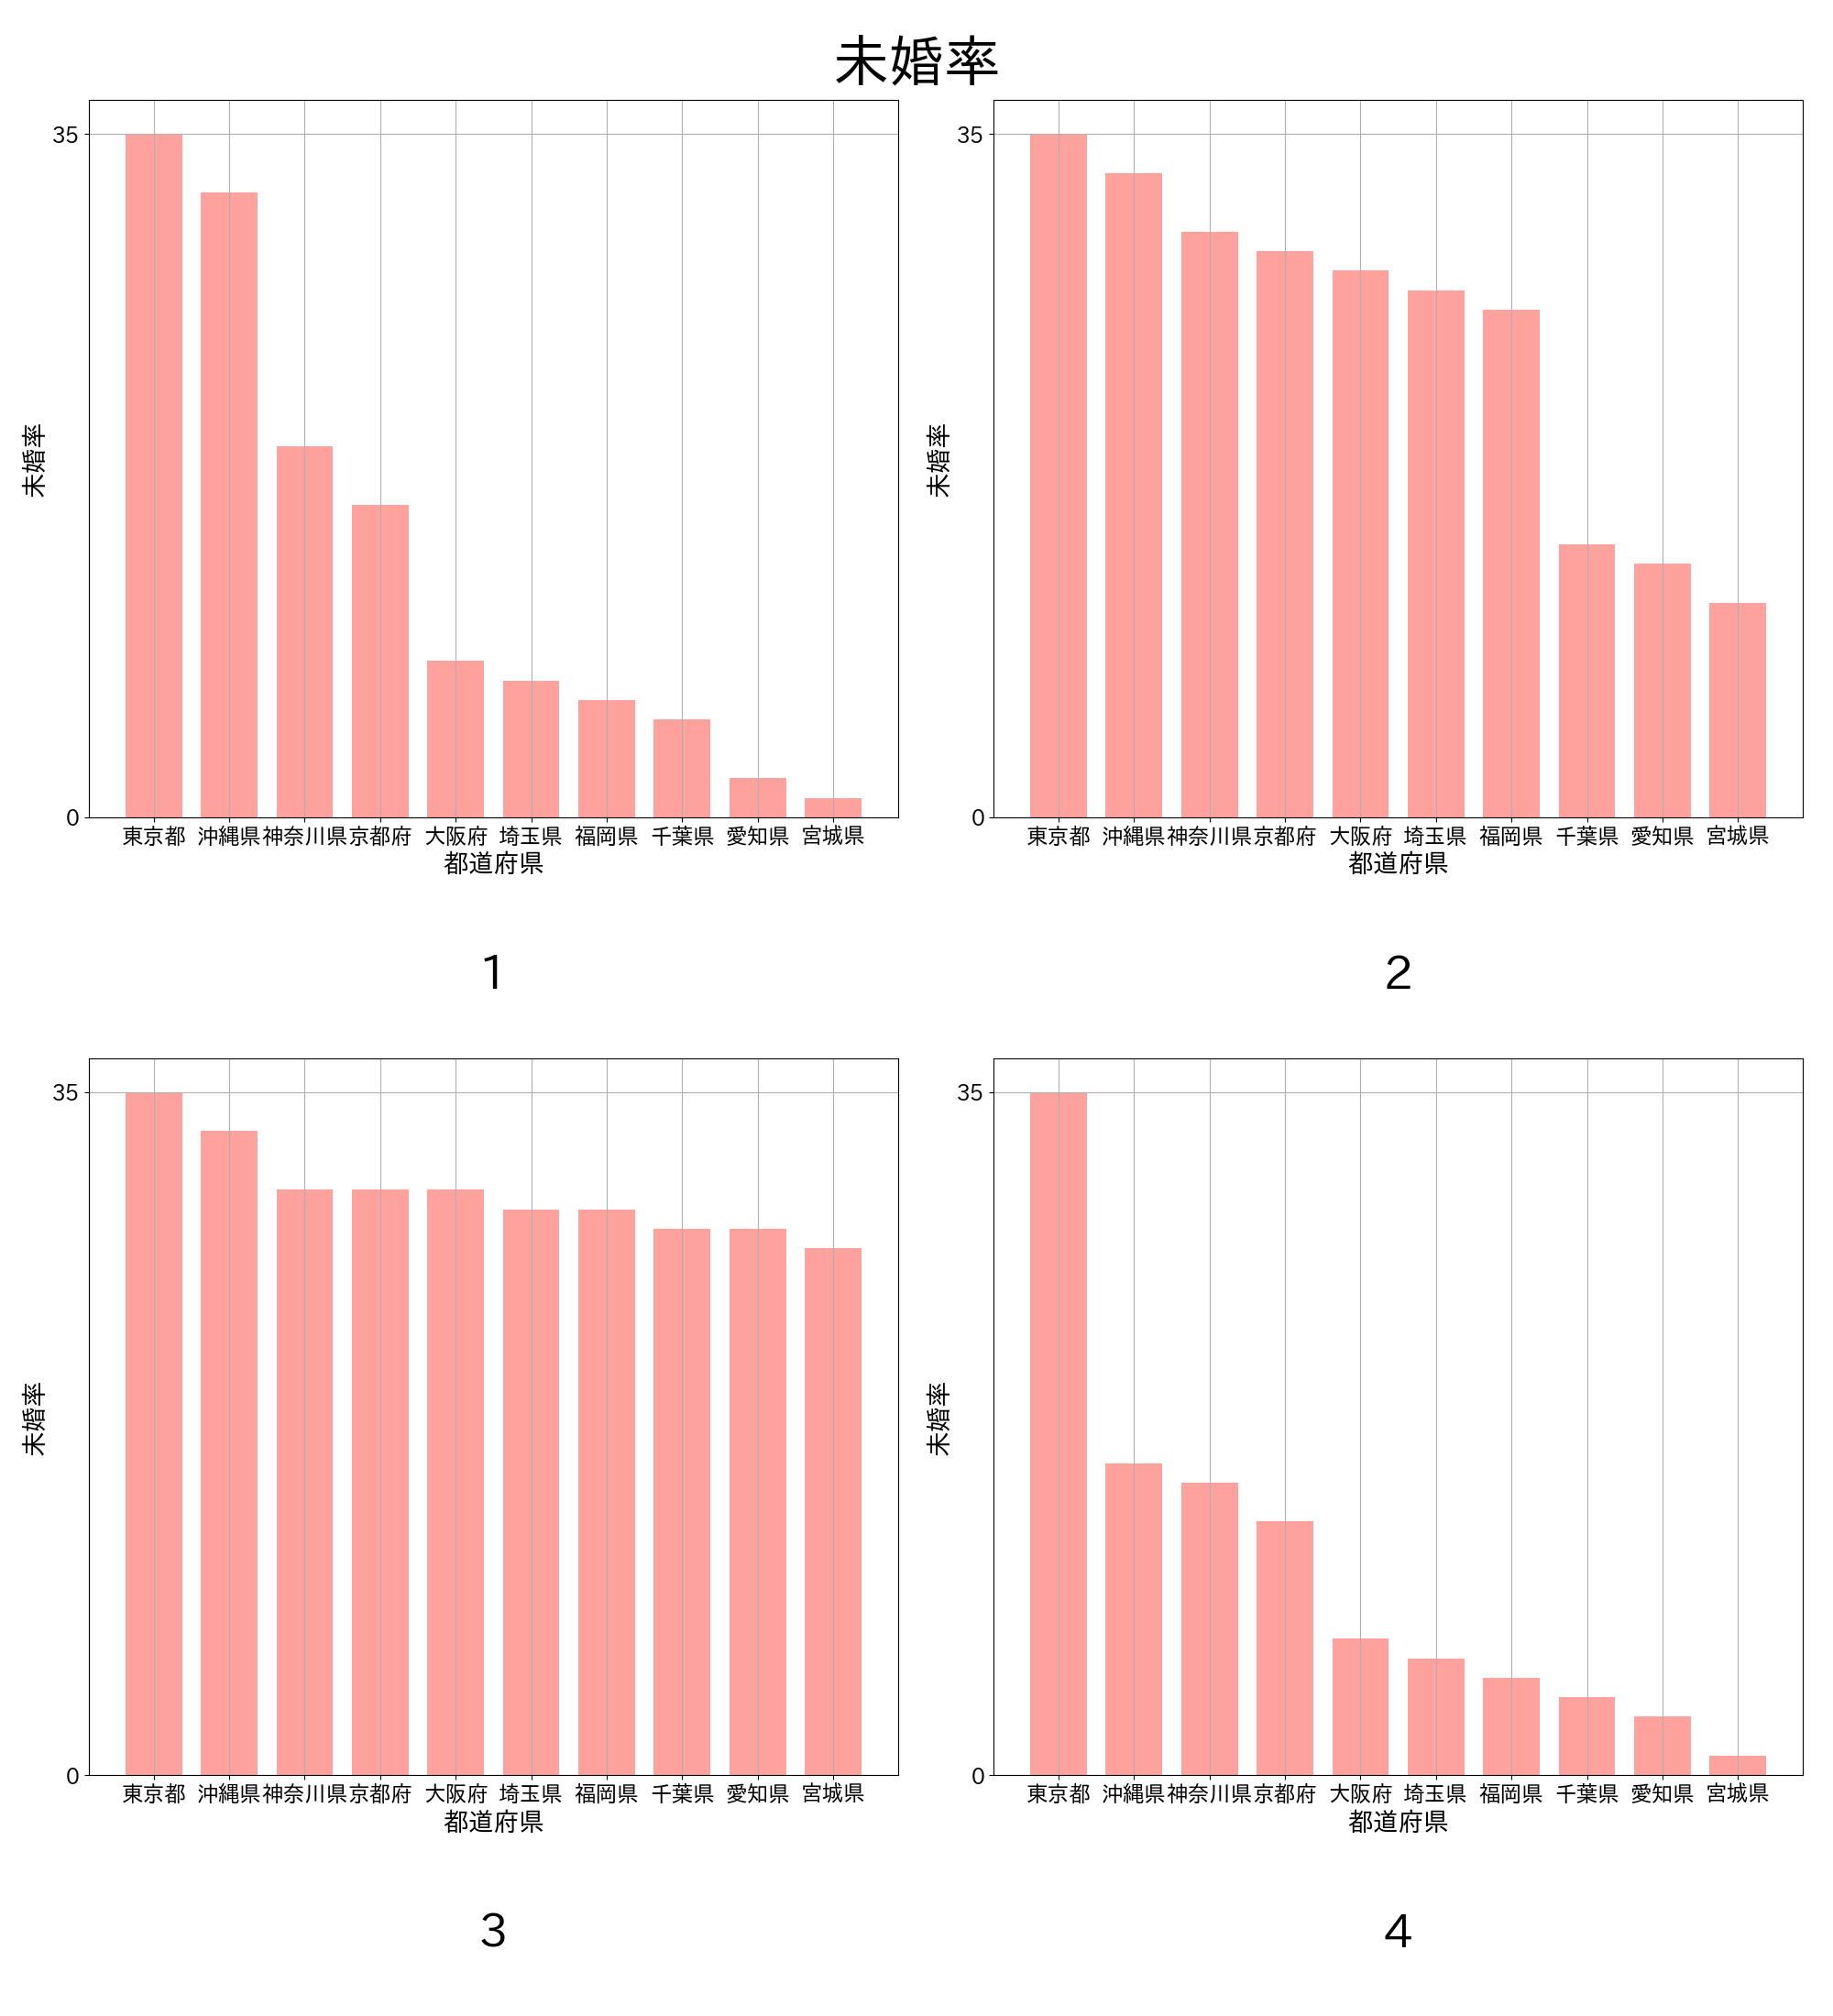 未婚率
35
0
未婚率
東京都 沖縄県 神奈川県 京都府 大阪府 埼玉県 福岡県 千葉県 愛知県 宮城県
都道府県
1
35
0
未婚率
東京都 沖縄県 神奈川県 京都府 大阪府 埼玉県 福岡県 千葉県 愛知県 宮城県
都道府県
2
35
0
未婚率
東京都 沖縄県 神奈川県 京都府 大阪府 埼玉県 福岡県 千葉県 愛知県 宮城県
都道府県
3
35
0
未婚率
東京都 沖縄県 神奈川県 京都府 大阪府 埼玉県 福岡県 千葉県 愛知県 宮城県
都道府県
4